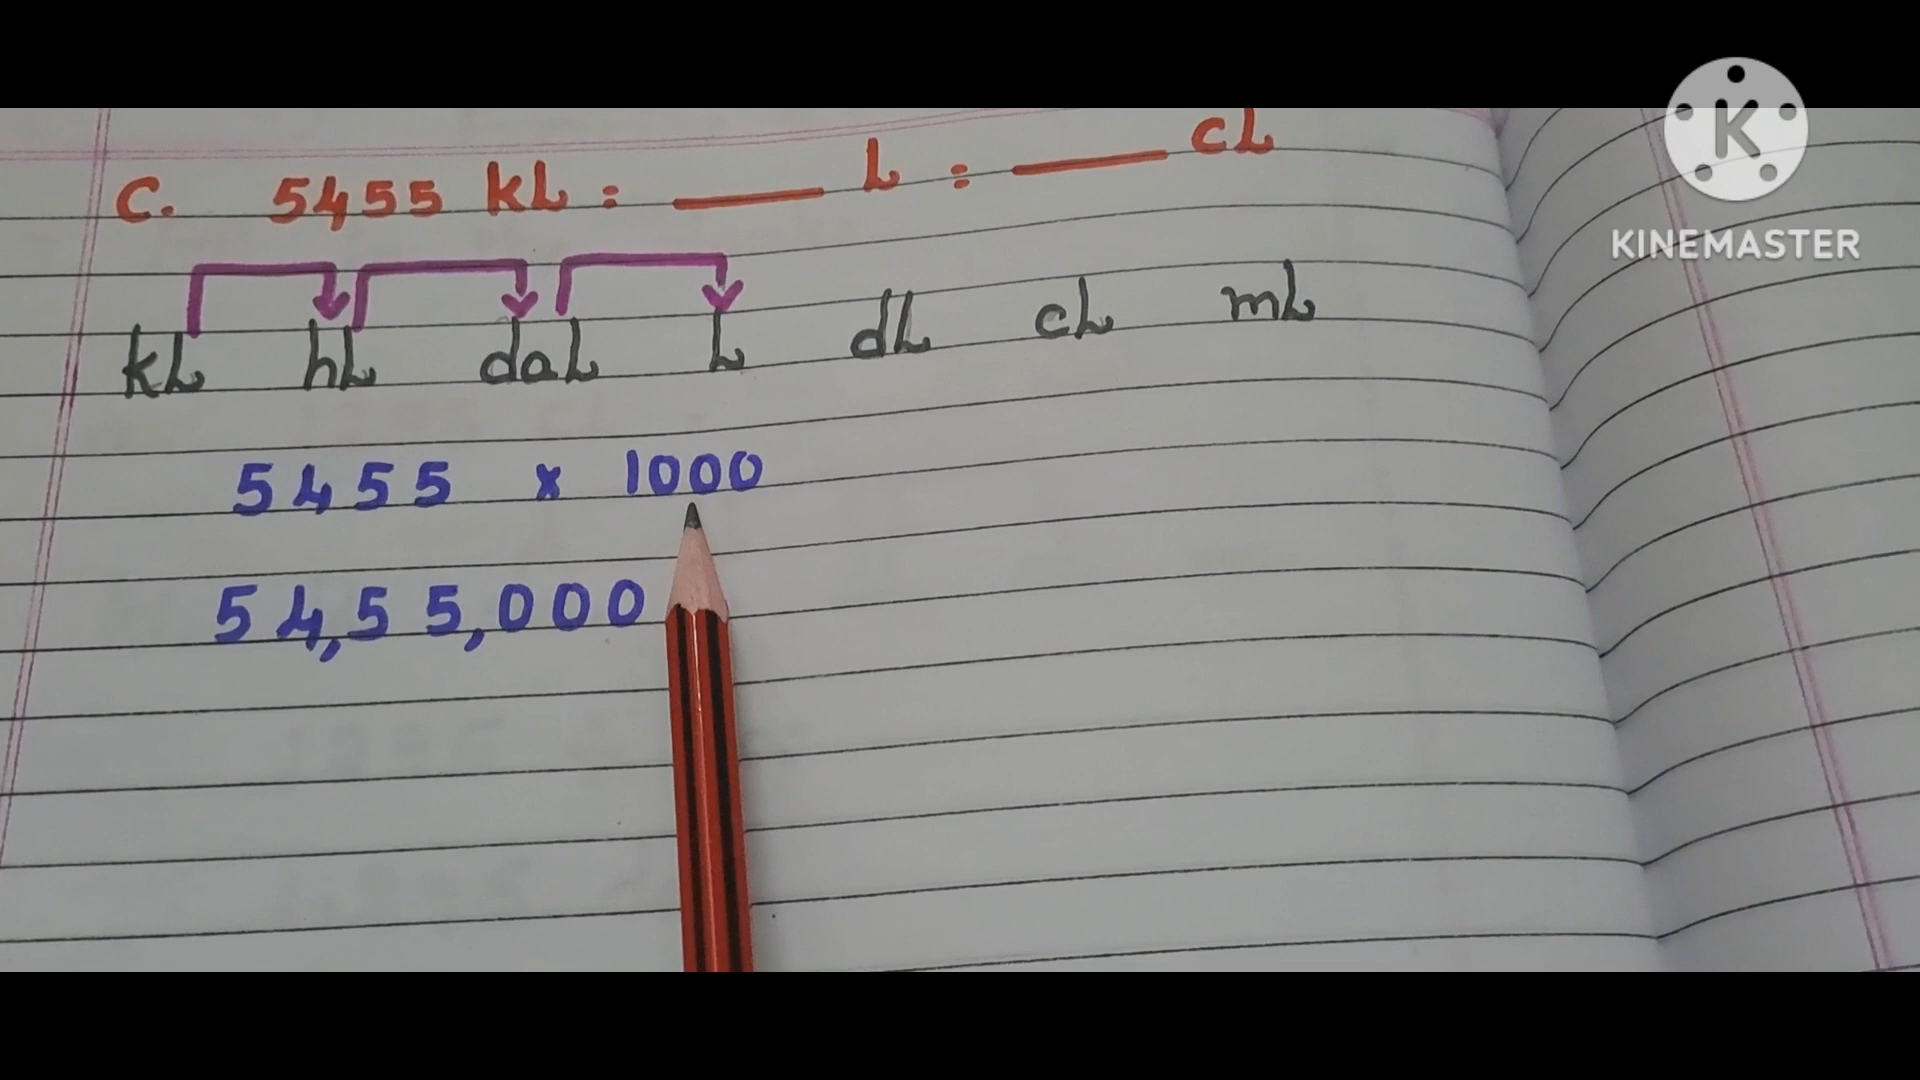 C. 5455 kL = ____ L = ____ cL
kL hL daL L dL cL mL
5455 x 1000
54,55,000
K
KINEMASTER